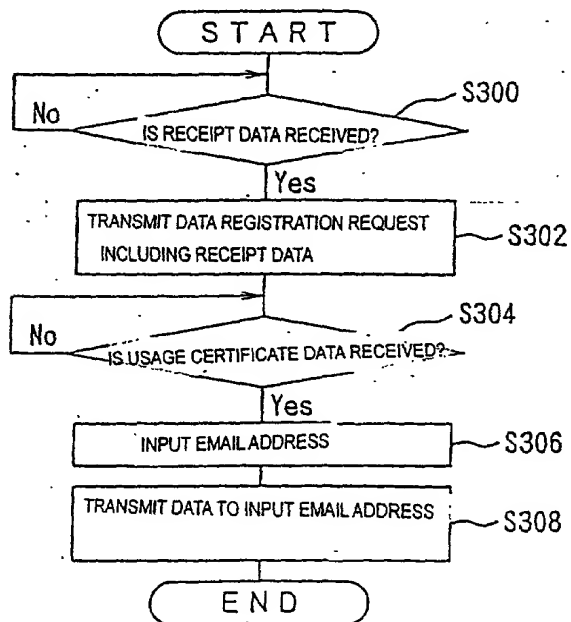 START
No
S300
IS RECEIPT DATA RECEIVED?
Yes
TRANSMIT DATA REGISTRATION REQUEST
INCLUDING RECEIPT DATA
S302
No
S304
IS USAGE CERTIFICATE DATA RECEIVED?
Yes
INPUT EMAIL ADDRESS
S306
TRANSMIT DATA TO INPUT EMAIL ADDRESS
S308
END